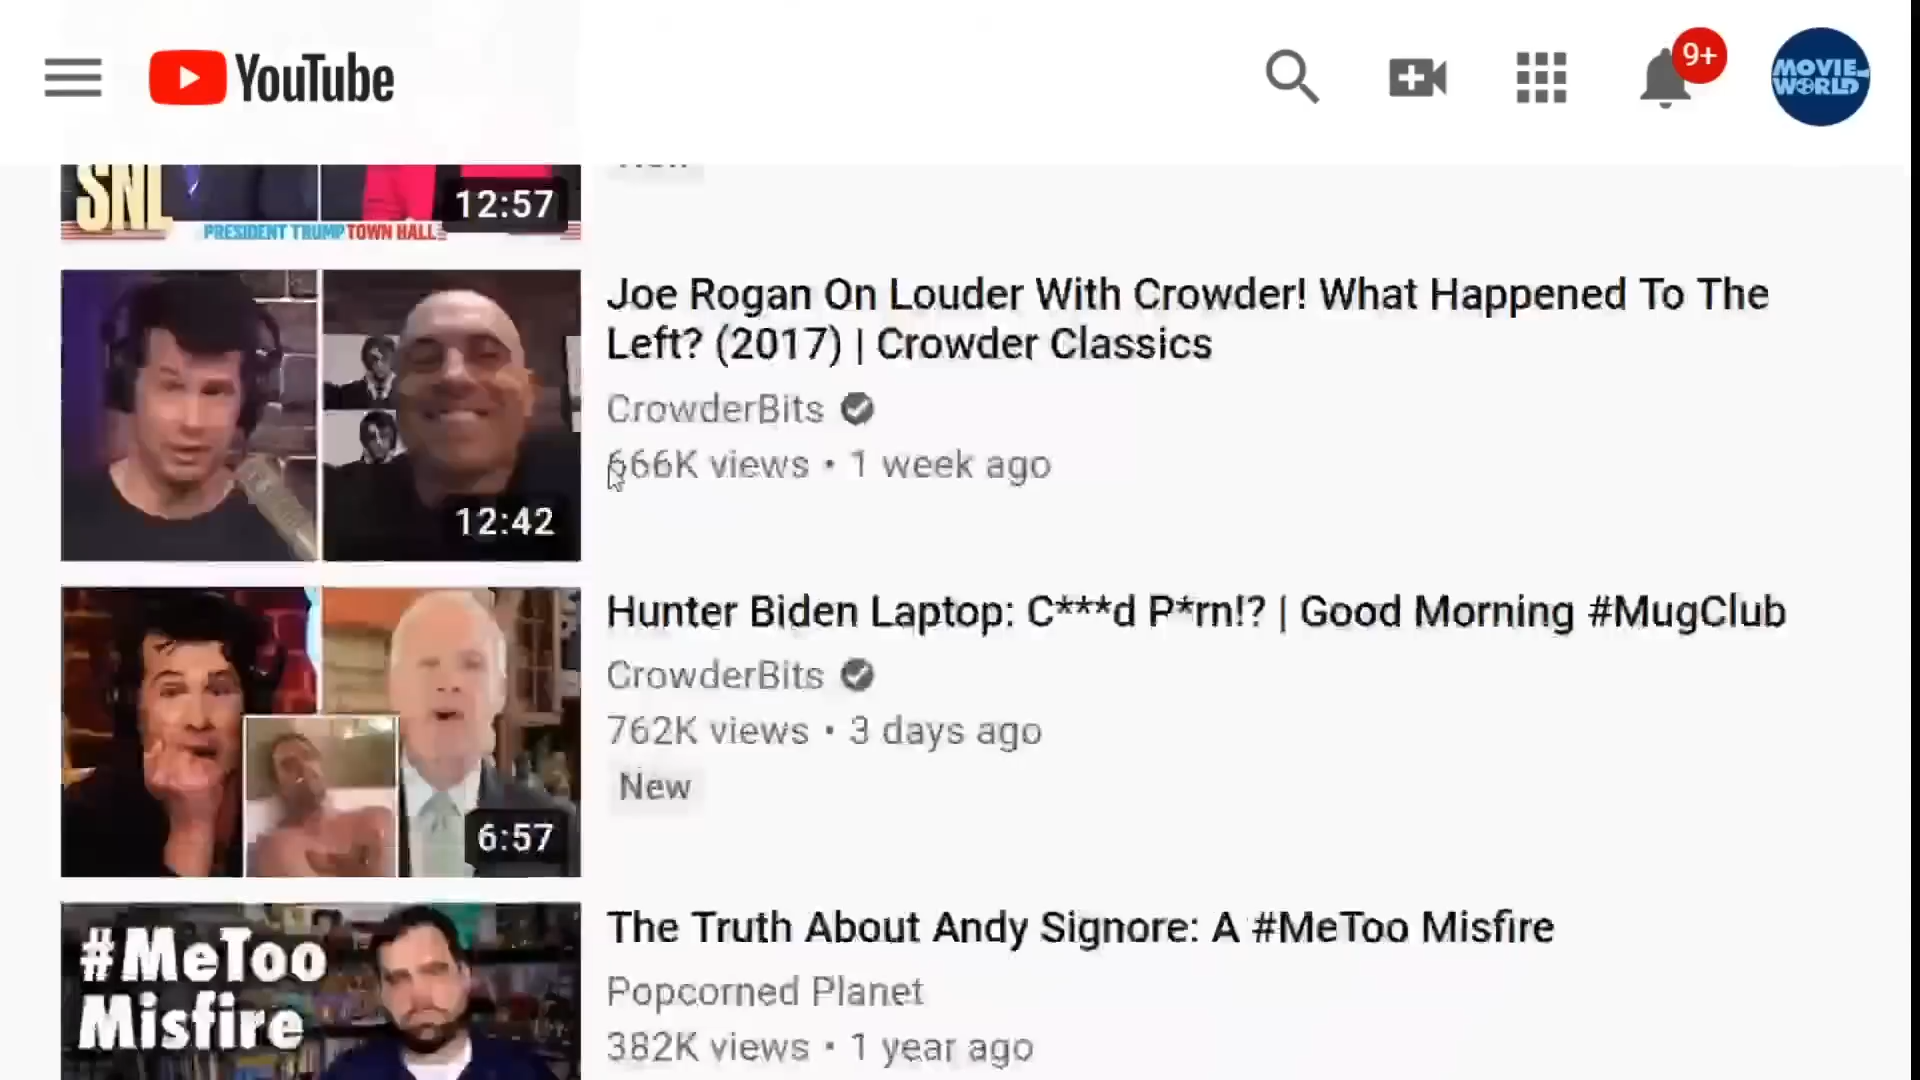 YouTube
9+
MOVIE
WORLD
SNL
12:57
PRESIDENT TRUMP TOWN HALL
Joe Rogan On Louder With Crowder! What Happened To The
Left? (2017) | Crowder Classics
CrowderBits
666K views • 1 week ago
12:42
Hunter Biden Laptop: C***d P*rn!? | Good Morning #MugClub
CrowderBits
762K views • 3 days ago
New
6:57
The Truth About Andy Signore: A #MeToo Misfire
#MeToo
Misfire
Popcorned Planet
382K views • 1 year ago